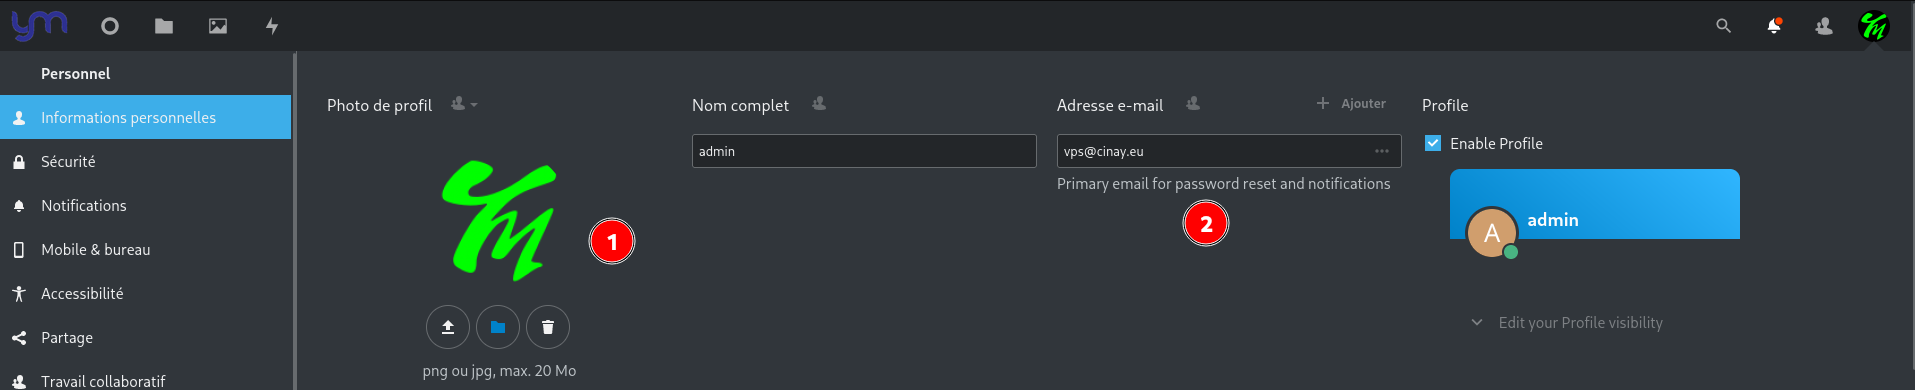 ym
Personnel
Informations personnelles
Sécurité
Notifications
Mobile & bureau
Accessibilité
Partage
Travail collaboratif
Photo de profil
YM
1
png ou jpg, max. 20 Mo
Nom complet
admin
Adresse e-mail
Ajouter
vps@cinay.eu
Primary email for password reset and notifications
2
Profile
Enable Profile
A
admin
Edit your Profile visibility